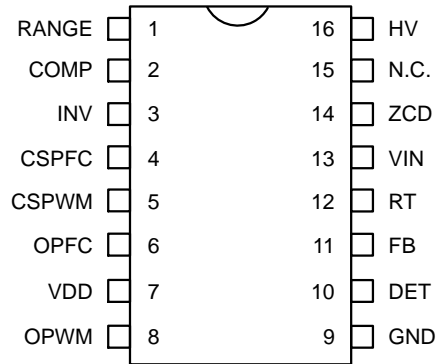 RANGE 1 16 HV
COMP 2 15 N.C.
INV 3 14 ZCD
CSPFC 4 13 VIN
CSPWM 5 12 RT
OPFC 6 11 FB
VDD 7 10 DET
OPWM 8 9 GND